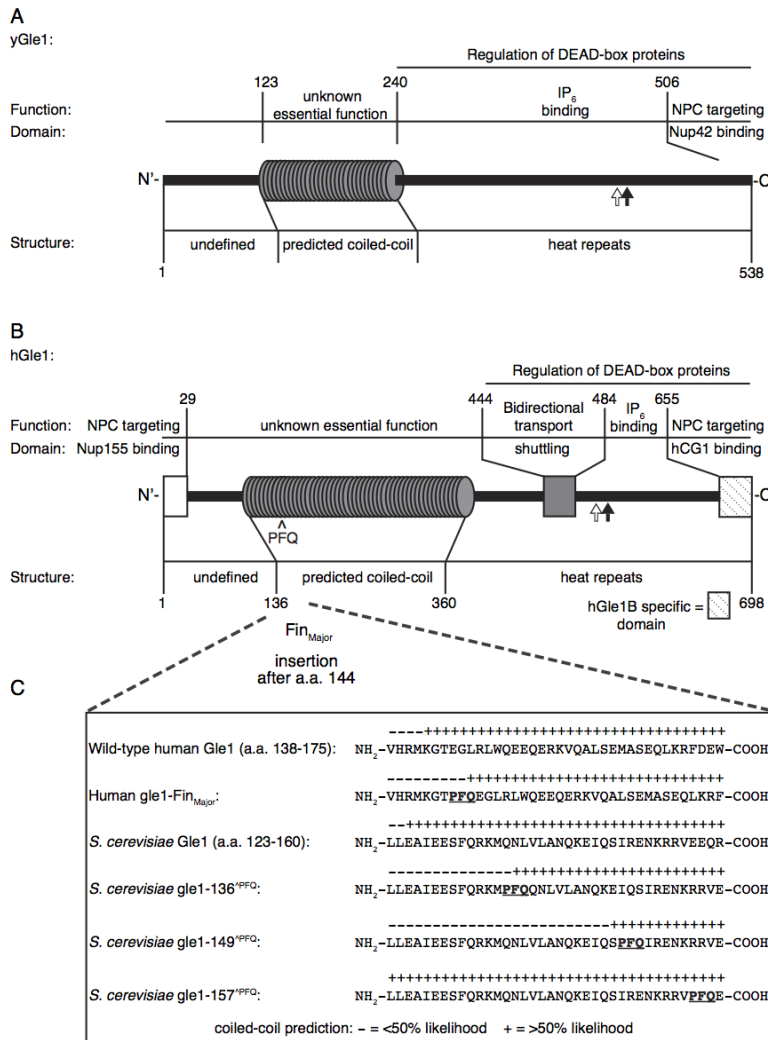 A
yGle1:
Regulation of DEAD-box proteins
123 240 506
Function: unknown essential function IP6 binding NPC targeting
Domain: Nup42 binding
N'- -C
Structure: undefined predicted coiled-coil heat repeats
1 538
B
hGle1:
Regulation of DEAD-box proteins
29 444 484 655
Function: NPC targeting unknown essential function Bidirectional transport IP6 binding NPC targeting
Domain: Nup155 binding shuttling hCG1 binding
N'- -C
^
PFQ
Structure: undefined predicted coiled-coil heat repeats
1 136 360 hGle1B specific = domain 698
FinMajor
insertion
after a.a. 144
C
----++++++++++++++++++++++++++++++++++
Wild-type human Gle1 (a.a. 138-175): NH2-VHRMKGTEGLRLWQEEQERKVQALSEMASEQLKRFDEW-COOH
---------+++++++++++++++++++++++++++++
Human gle1-FinMajor: NH2-VHRMKGTPFQEGLRLWQEEQERKVQALSEMASEQLKRF-COOH
--++++++++++++++++++++++++++++++++++++
S. cerevisiae Gle1 (a.a. 123-160): NH2-LLEAIEESFQRKMQNLVLANQKEIQSIRENKRRVEEQR-COOH
--------------++++++++++++++++++++++++
S. cerevisiae gle1-136^PFQ: NH2-LLEAIEESFQRKMPFQQNLVLANQKEIQSIRENKRRVE-COOH
-------------------------+++++++++++++
S. cerevisiae gle1-149^PFQ: NH2-LLEAIEESFQRKMQNLVLANQKEIQSPFQIRENKRRVE-COOH
++++++++++++++++++++++++++++++++++++++
S. cerevisiae gle1-157^PFQ: NH2-LLEAIEESFQRKMQNLVLANQKEIQSIRENKRRVPFQE-COOH
coiled-coil prediction: – = <50% likelihood + = >50% likelihood